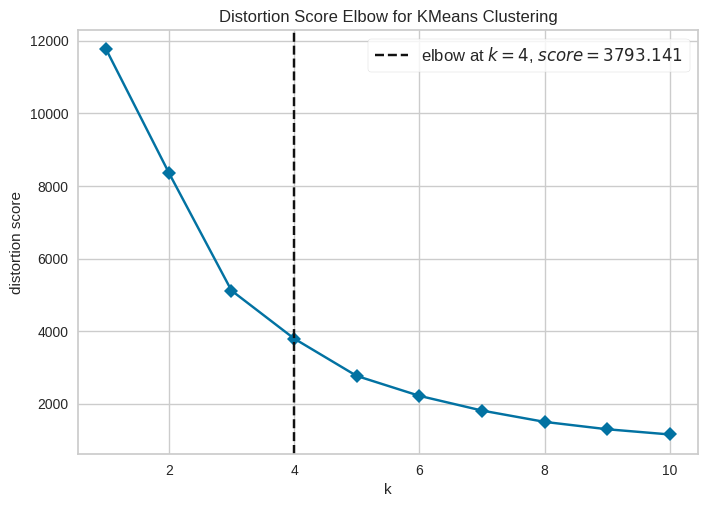 Distortion Score Elbow for KMeans Clustering
elbow at k = 4, score = 3793.141
distortion score
12000
10000
8000
6000
4000
2000
2 4 6 8 10
k